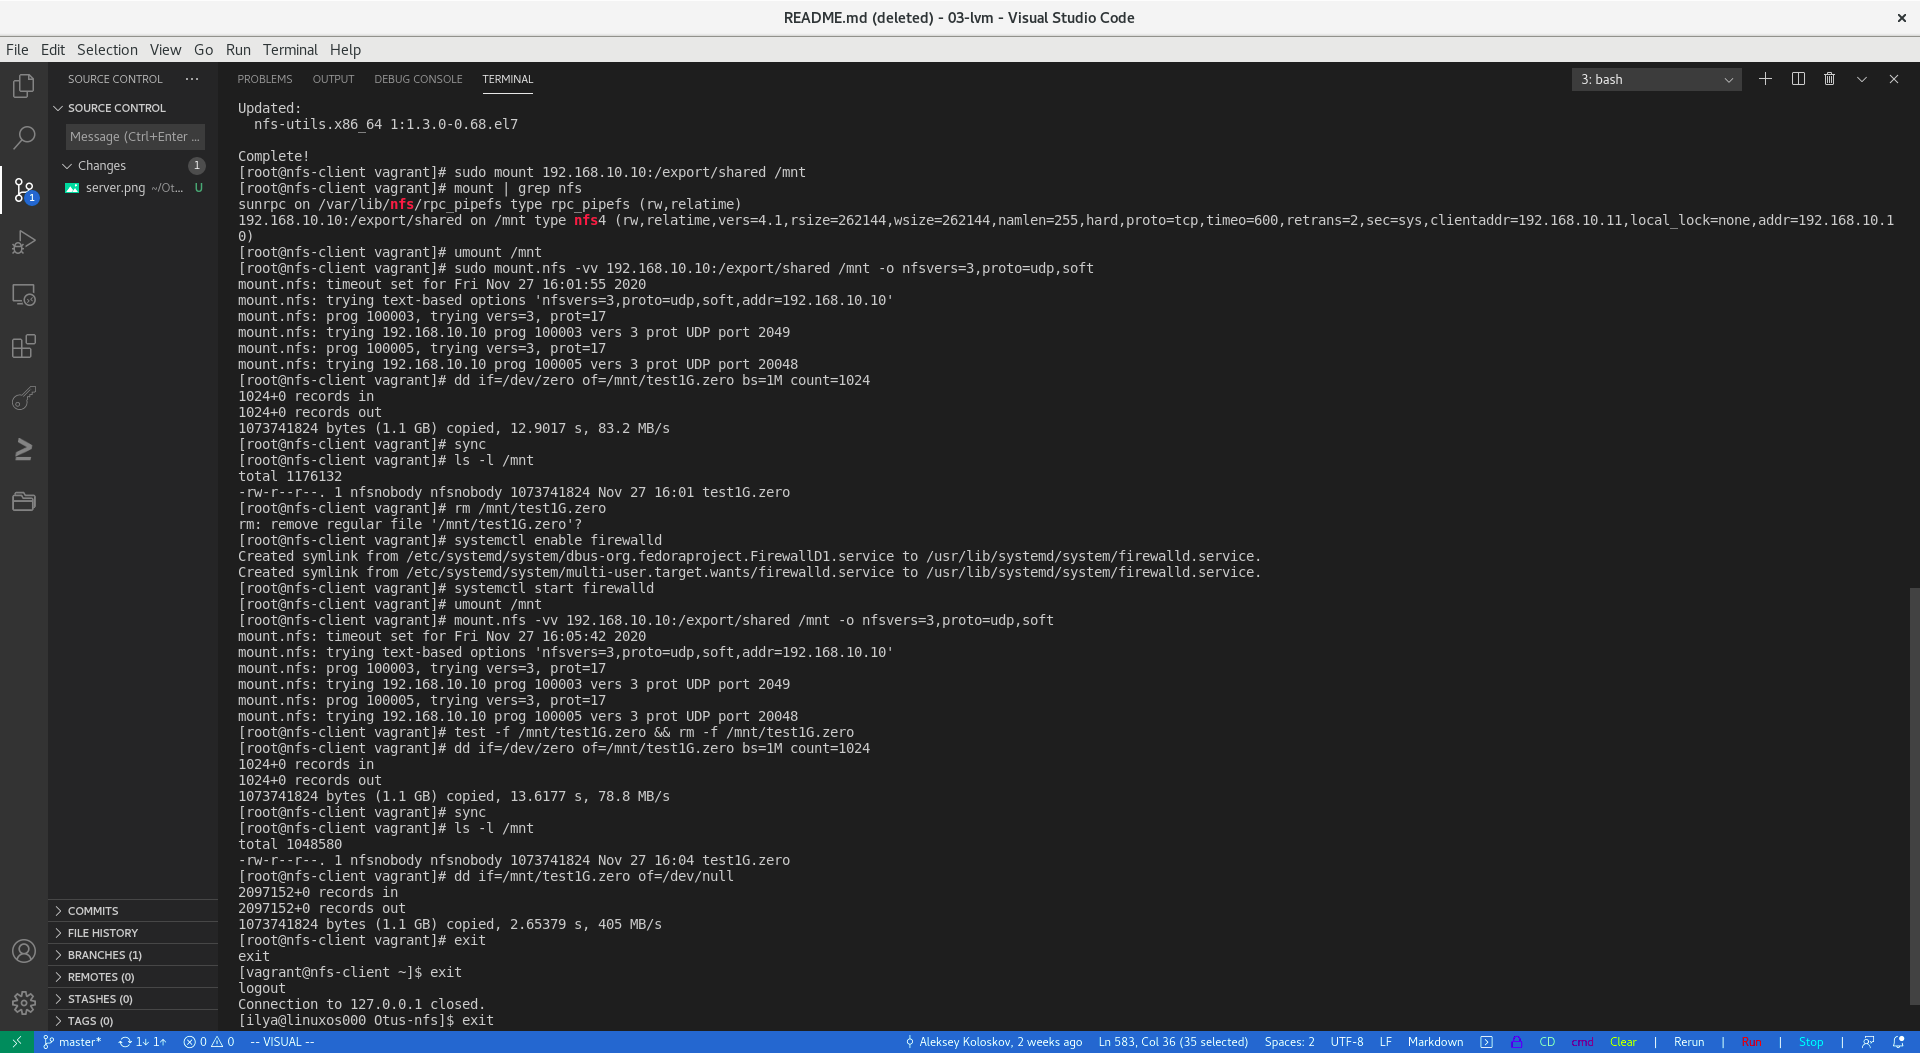 README.md (deleted) - 03-lvm - Visual Studio Code
File Edit Selection View Go Run Terminal Help
SOURCE CONTROL
PROBLEMS OUTPUT DEBUG CONSOLE TERMINAL
3: bash
SOURCE CONTROL
Message (Ctrl+Enter ...
Changes 1
server.png ~/Ot... U
1
COMMITS
FILE HISTORY
BRANCHES (1)
REMOTES (0)
STASHES (0)
TAGS (0)
Updated:
  nfs-utils.x86_64 1:1.3.0-0.68.el7
Complete!
[root@nfs-client vagrant]# sudo mount 192.168.10.10:/export/shared /mnt
[root@nfs-client vagrant]# mount | grep nfs
sunrpc on /var/lib/nfs/rpc_pipefs type rpc_pipefs (rw,relatime)
192.168.10.10:/export/shared on /mnt type nfs4 (rw,relatime,vers=4.1,rsize=262144,wsize=262144,namlen=255,hard,proto=tcp,timeo=600,retrans=2,sec=sys,clientaddr=192.168.10.11,local_lock=none,addr=192.168.10.1
0)
[root@nfs-client vagrant]# umount /mnt
[root@nfs-client vagrant]# sudo mount.nfs -vv 192.168.10.10:/export/shared /mnt -o nfsvers=3,proto=udp,soft
mount.nfs: timeout set for Fri Nov 27 16:01:55 2020
mount.nfs: trying text-based options 'nfsvers=3,proto=udp,soft,addr=192.168.10.10'
mount.nfs: prog 100003, trying vers=3, prot=17
mount.nfs: trying 192.168.10.10 prog 100003 vers 3 prot UDP port 2049
mount.nfs: prog 100005, trying vers=3, prot=17
mount.nfs: trying 192.168.10.10 prog 100005 vers 3 prot UDP port 20048
[root@nfs-client vagrant]# dd if=/dev/zero of=/mnt/test1G.zero bs=1M count=1024
1024+0 records in
1024+0 records out
1073741824 bytes (1.1 GB) copied, 12.9017 s, 83.2 MB/s
[root@nfs-client vagrant]# sync
[root@nfs-client vagrant]# ls -l /mnt
total 1176132
-rw-r--r--. 1 nfsnobody nfsnobody 1073741824 Nov 27 16:01 test1G.zero
[root@nfs-client vagrant]# rm /mnt/test1G.zero
rm: remove regular file '/mnt/test1G.zero'?
[root@nfs-client vagrant]# systemctl enable firewalld
Created symlink from /etc/systemd/system/dbus-org.fedoraproject.FirewallD1.service to /usr/lib/systemd/system/firewalld.service.
Created symlink from /etc/systemd/system/multi-user.target.wants/firewalld.service to /usr/lib/systemd/system/firewalld.service.
[root@nfs-client vagrant]# systemctl start firewalld
[root@nfs-client vagrant]# umount /mnt
[root@nfs-client vagrant]# mount.nfs -vv 192.168.10.10:/export/shared /mnt -o nfsvers=3,proto=udp,soft
mount.nfs: timeout set for Fri Nov 27 16:05:42 2020
mount.nfs: trying text-based options 'nfsvers=3,proto=udp,soft,addr=192.168.10.10'
mount.nfs: prog 100003, trying vers=3, prot=17
mount.nfs: trying 192.168.10.10 prog 100003 vers 3 prot UDP port 2049
mount.nfs: prog 100005, trying vers=3, prot=17
mount.nfs: trying 192.168.10.10 prog 100005 vers 3 prot UDP port 20048
[root@nfs-client vagrant]# test -f /mnt/test1G.zero && rm -f /mnt/test1G.zero
[root@nfs-client vagrant]# dd if=/dev/zero of=/mnt/test1G.zero bs=1M count=1024
1024+0 records in
1024+0 records out
1073741824 bytes (1.1 GB) copied, 13.6177 s, 78.8 MB/s
[root@nfs-client vagrant]# sync
[root@nfs-client vagrant]# ls -l /mnt
total 1048580
-rw-r--r--. 1 nfsnobody nfsnobody 1073741824 Nov 27 16:04 test1G.zero
[root@nfs-client vagrant]# dd if=/mnt/test1G.zero of=/dev/null
2097152+0 records in
2097152+0 records out
1073741824 bytes (1.1 GB) copied, 2.65379 s, 405 MB/s
[root@nfs-client vagrant]# exit
exit
[vagrant@nfs-client ~]$ exit
logout
Connection to 127.0.0.1 closed.
[ilya@linuxos000 Otus-nfs]$ exit
master* 1↓ 1↑ 0 0 -- VISUAL -- Aleksey Koloskov, 2 weeks ago Ln 583, Col 36 (35 selected) Spaces: 2 UTF-8 LF Markdown CD cmd Clear | Rerun | Run | Stop |